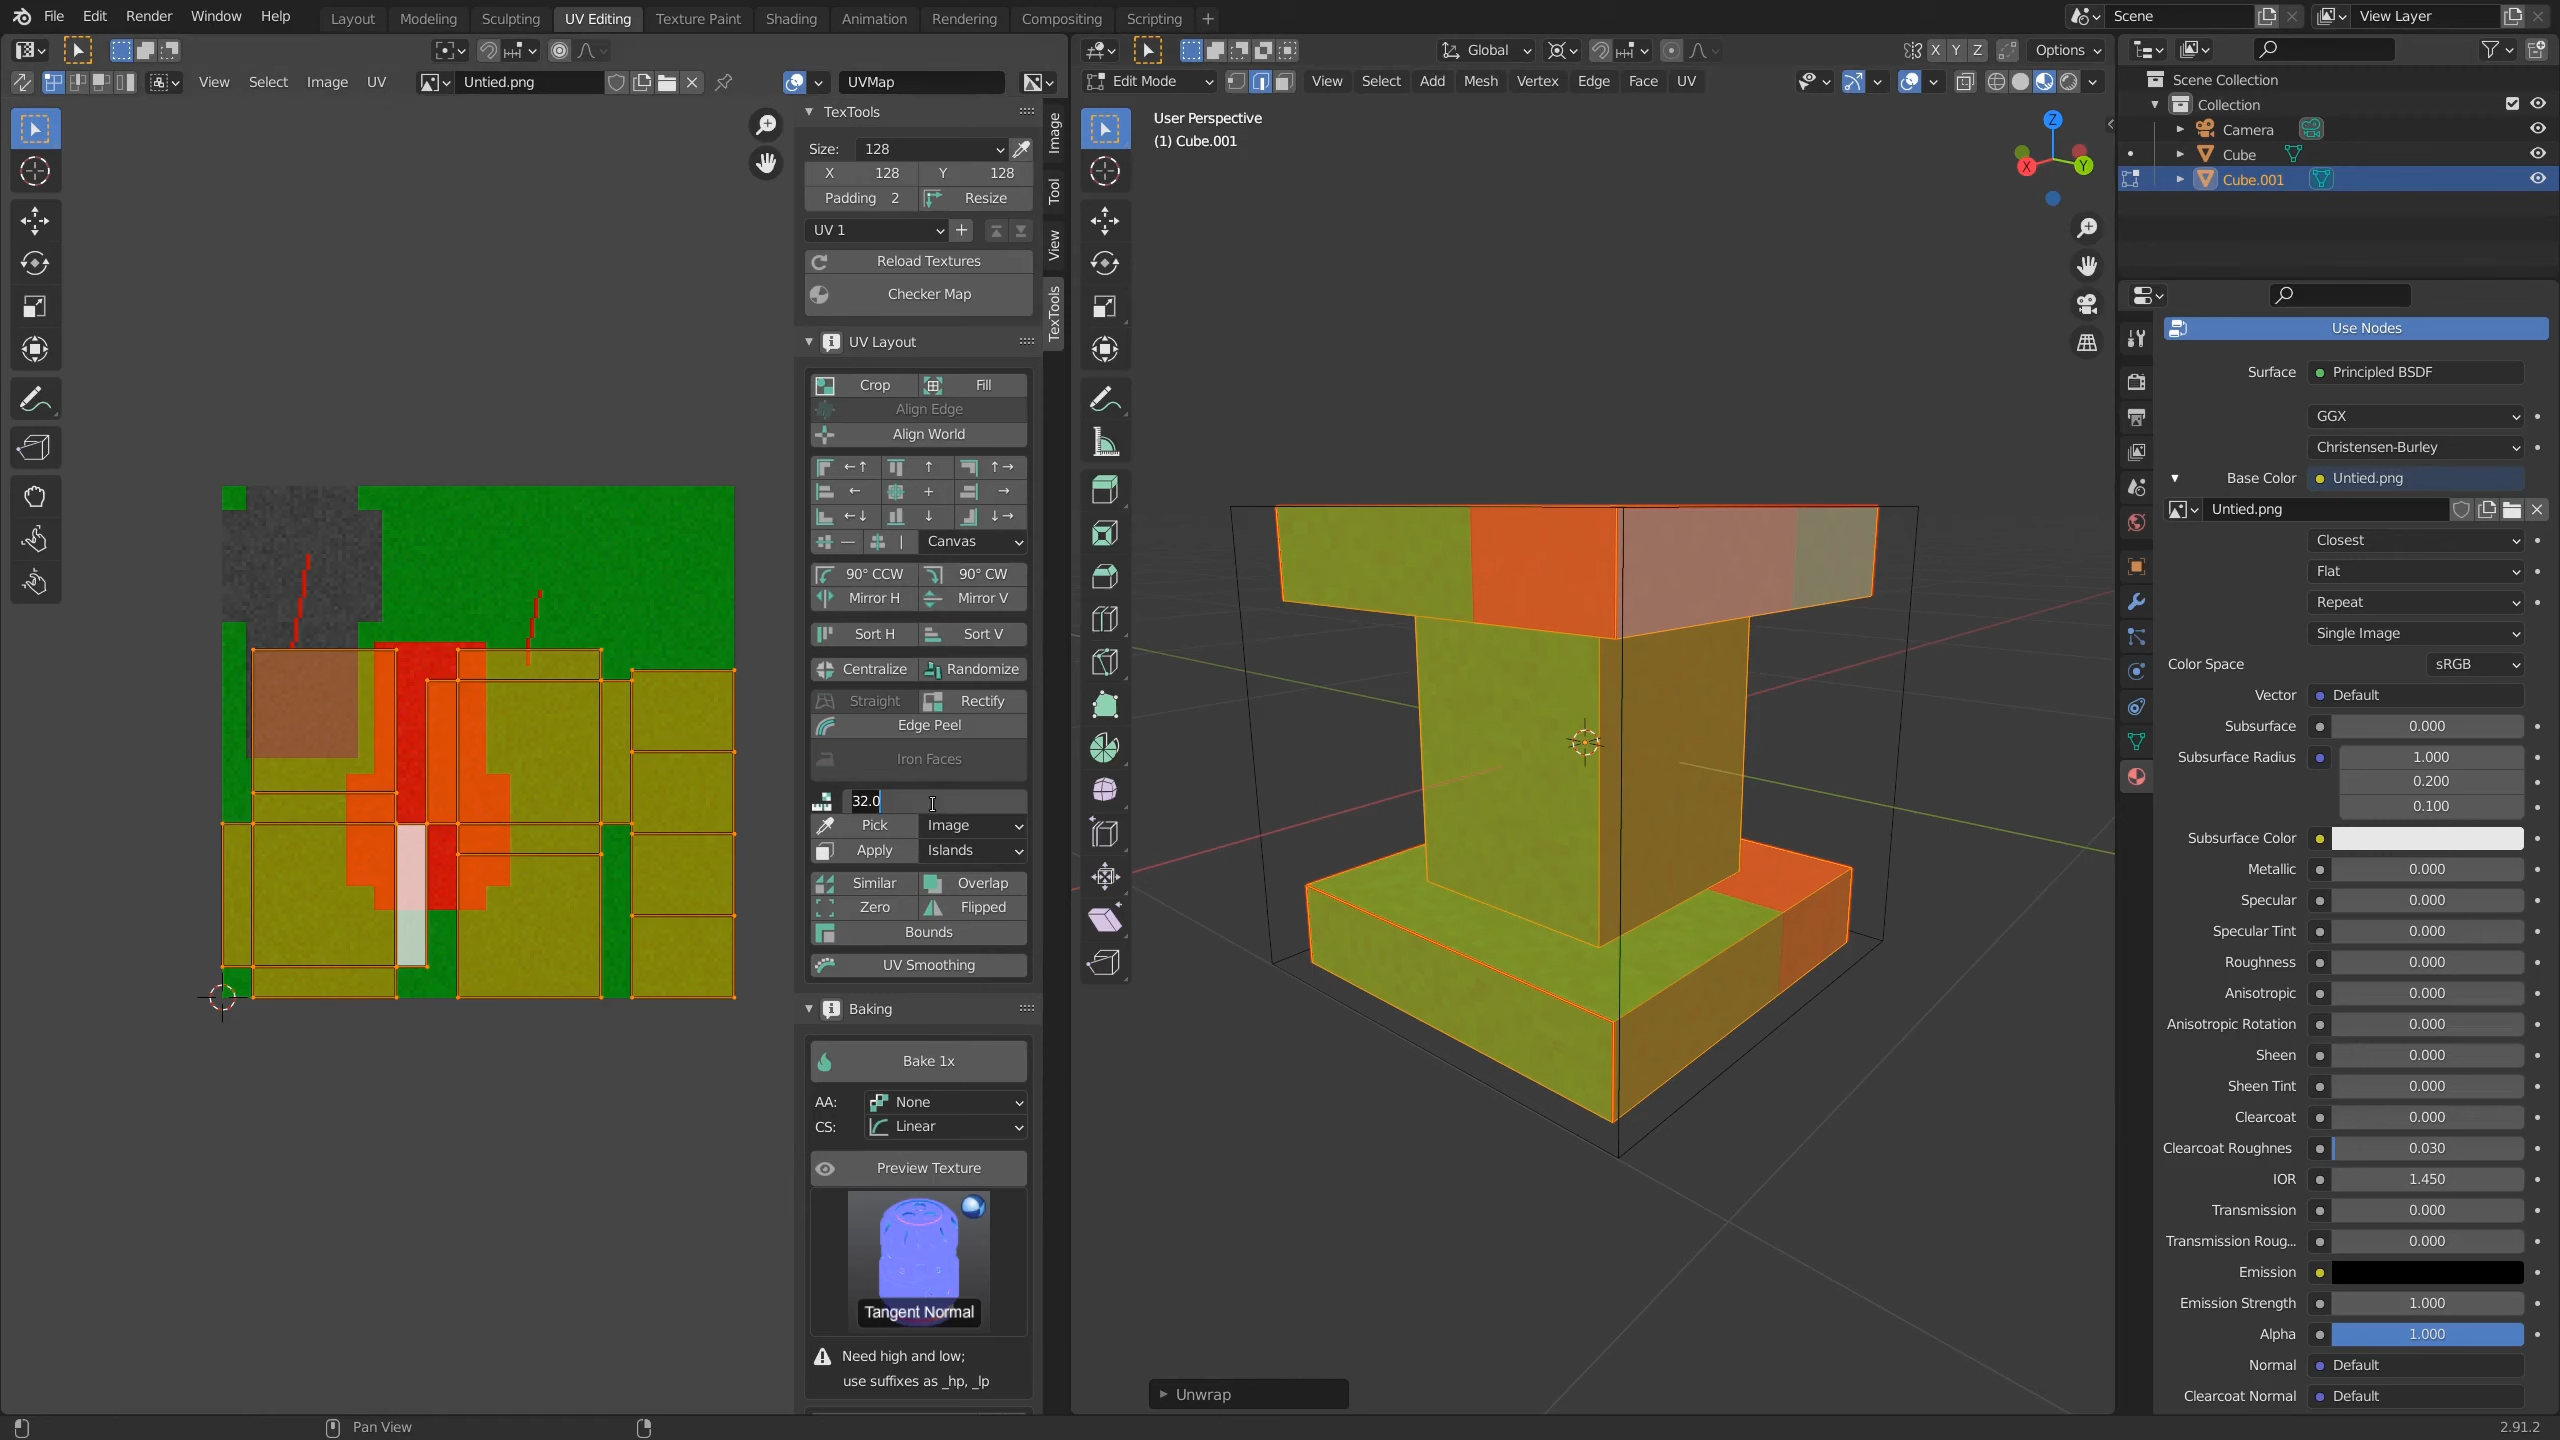 File Edit Render Window Help Layout Modeling Sculpting UV Editing Texture Paint Shading Animation Rendering Compositing Scripting + Scene View Layer
Global X Y Z Options
View Select Image UV Untied.png UVMap
Edit Mode View Select Add Mesh Vertex Edge Face UV
TexTools
Size: 128
X 128 Y 128
Padding 2 Resize
UV 1
Reload Textures
Checker Map
UV Layout
Crop Fill
Align Edge
Align World
Canvas
90° CCW 90° CW
Mirror H Mirror V
Sort H Sort V
Centralize Randomize
Straight Rectify
Edge Peel
Iron Faces
32.0
Pick Image
Apply Islands
Similar Overlap
Zero Flipped
Bounds
UV Smoothing
Baking
Bake 1x
AA: None
CS: Linear
Preview Texture
Tangent Normal
Need high and low;
use suffixes as _hp, _lp
Image
Tool
View
TexTools
User Perspective
(1) Cube.001
Z
X
Y
Unwrap
Scene Collection
Collection
Camera
Cube
Cube.001
Use Nodes
Surface Principled BSDF
GGX
Christensen-Burley
Base Color Untied.png
Untied.png
Closest
Flat
Repeat
Single Image
Color Space sRGB
Vector Default
Subsurface 0.000
Subsurface Radius 1.000
0.200
0.100
Subsurface Color
Metallic 0.000
Specular 0.000
Specular Tint 0.000
Roughness 0.000
Anisotropic 0.000
Anisotropic Rotation 0.000
Sheen 0.000
Sheen Tint 0.000
Clearcoat 0.000
Clearcoat Roughnes 0.030
IOR 1.450
Transmission 0.000
Transmission Roug... 0.000
Emission
Emission Strength 1.000
Alpha 1.000
Normal Default
Clearcoat Normal Default
Pan View
2.91.2